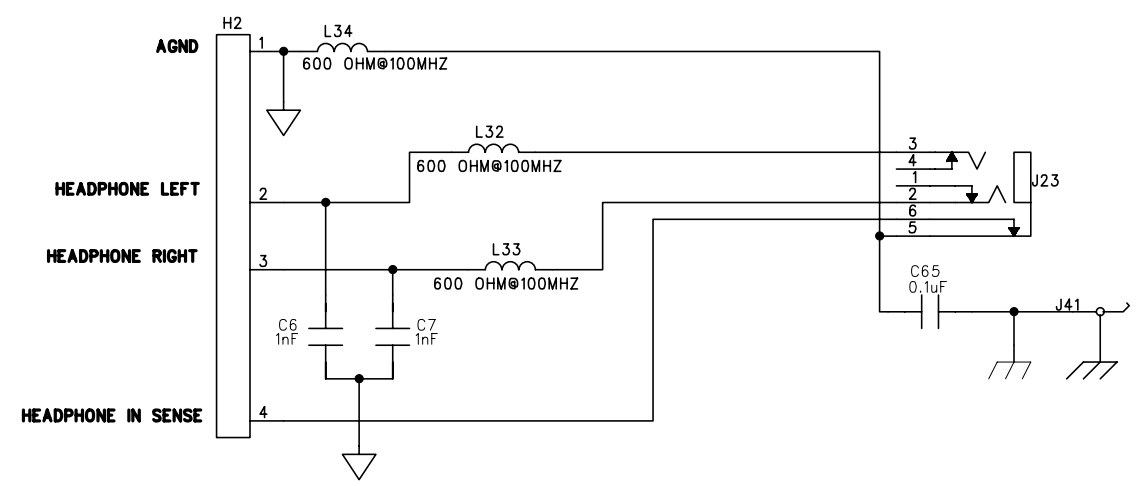 H2
AGND
1
L34
600 OHM@100MHZ
L32
600 OHM@100MHZ
3
4
1
2
6
5
J23
HEADPHONE LEFT
2
HEADPHONE RIGHT
3
L33
600 OHM@100MHZ
C65
0.1uF
J41
C6
1nF
C7
1nF
HEADPHONE IN SENSE
4